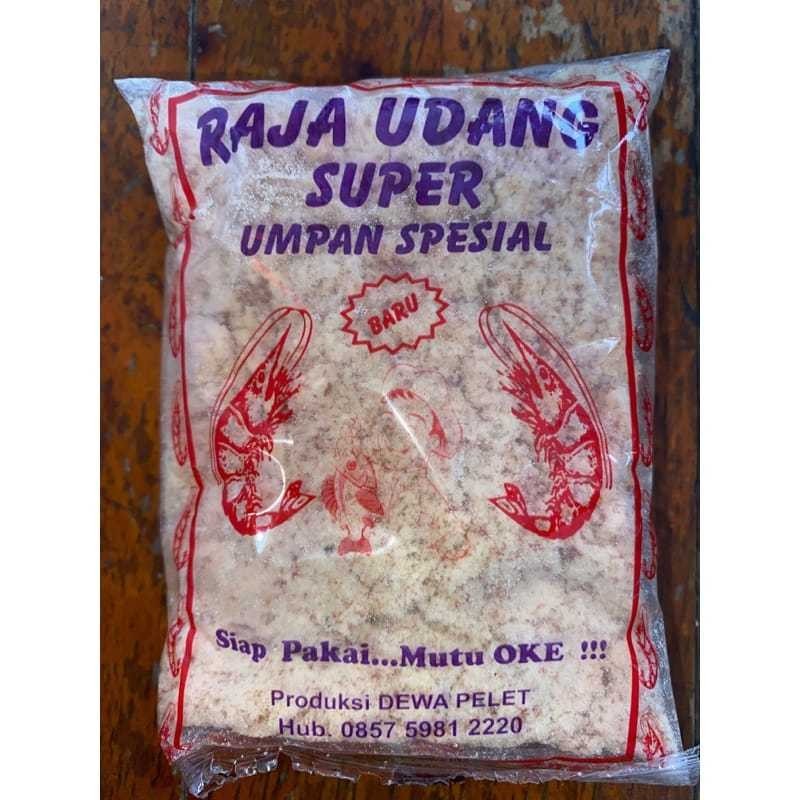 RAJA UDANG
SUPER
UMPAN SPESIAL
BARU
Siap Pakai...Mutu OKE !!!
Produksi DEWA PELET
Hub. 0857 5981 2220